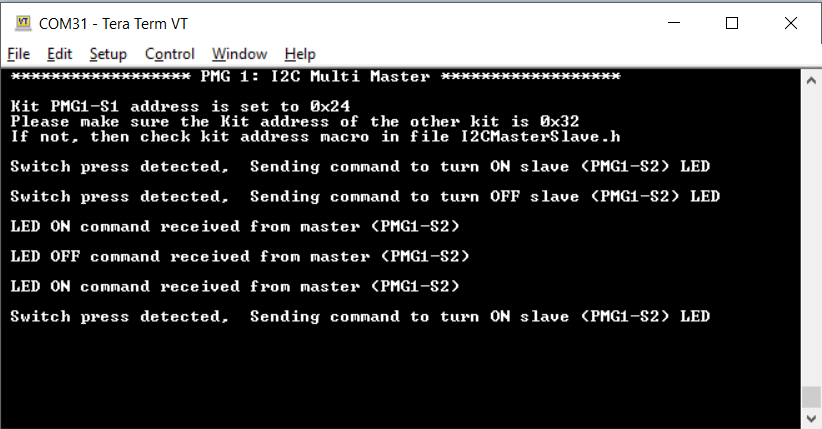 COM31 - Tera Term VT
File Edit Setup Control Window Help
****************** PMG 1: I2C Multi Master ******************
Kit PMG1-S1 address is set to 0x24
Please make sure the Kit address of the other kit is 0x32
If not, then check kit address macro in file I2CMasterSlave.h
Switch press detected,  Sending command to turn ON slave (PMG1-S2) LED
Switch press detected,  Sending command to turn OFF slave (PMG1-S2) LED
LED ON command received from master (PMG1-S2)
LED OFF command received from master (PMG1-S2)
LED ON command received from master (PMG1-S2)
Switch press detected,  Sending command to turn ON slave (PMG1-S2) LED